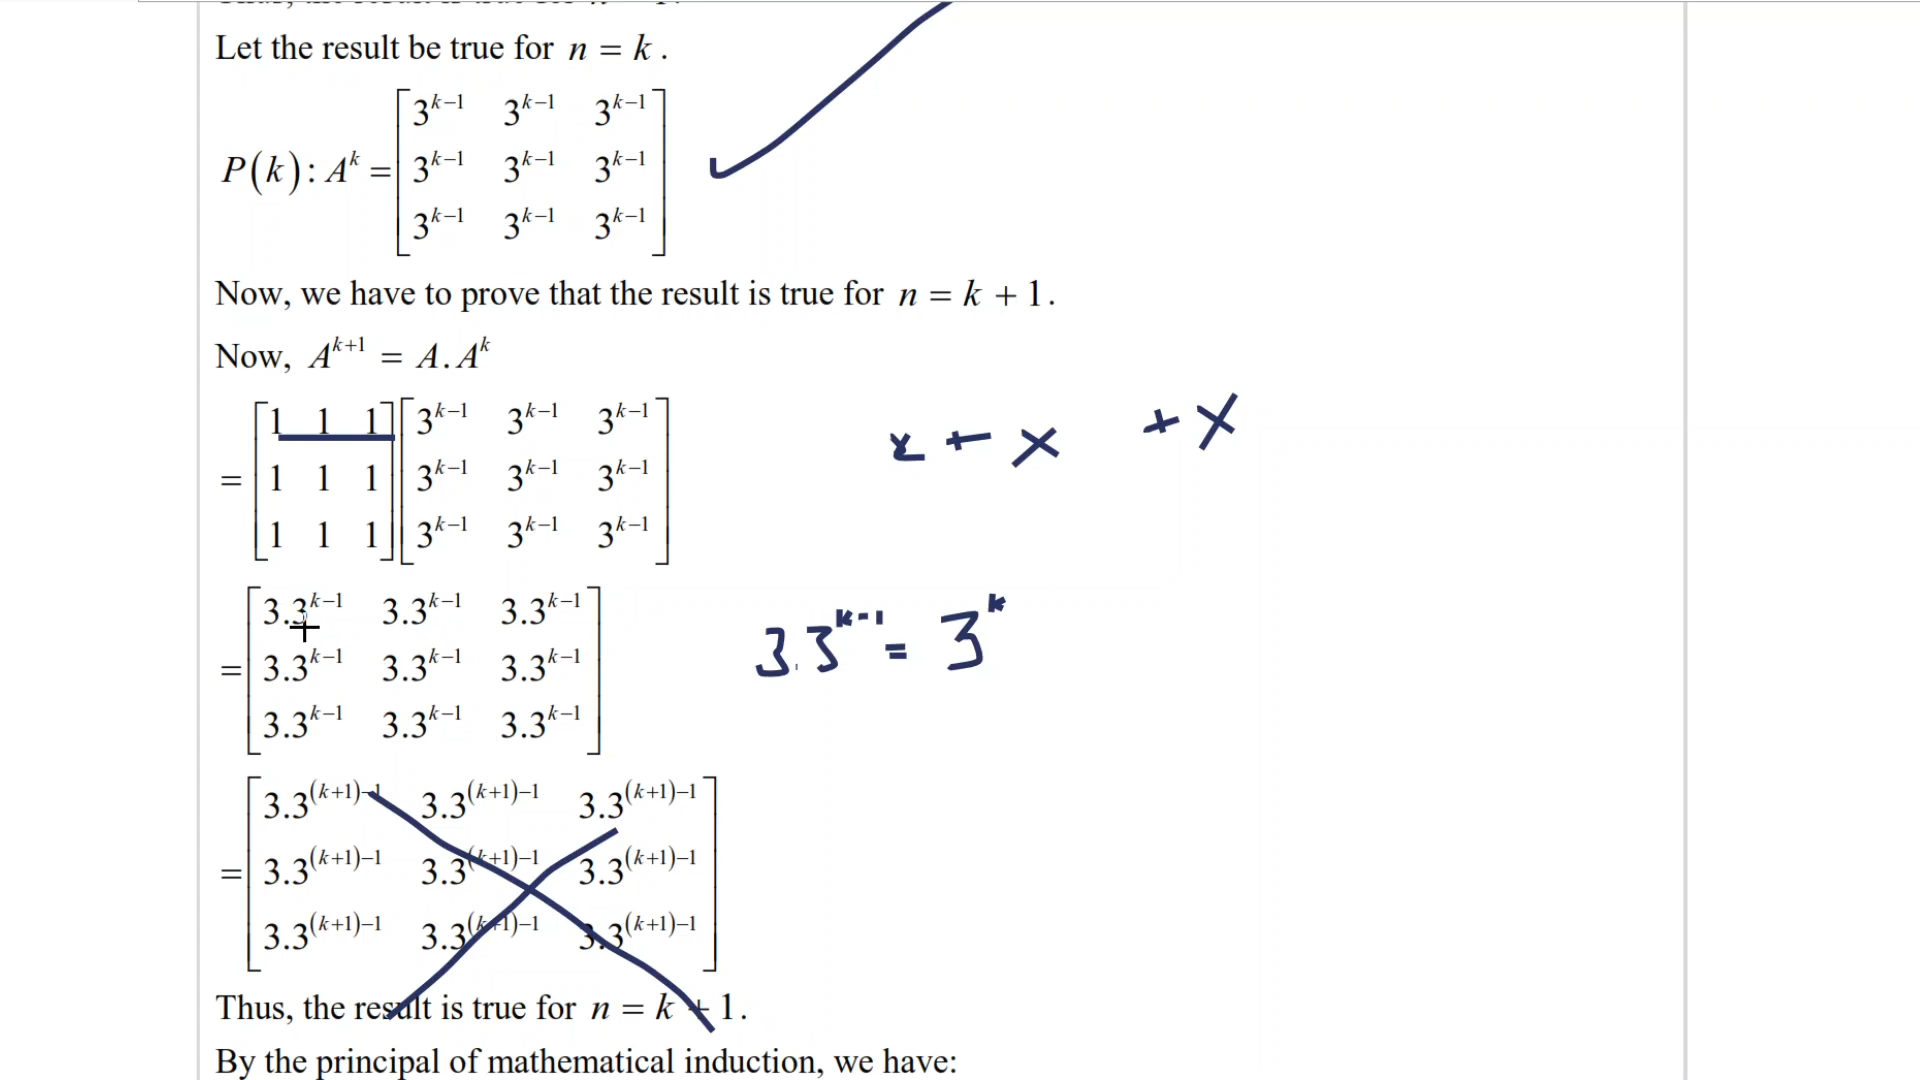 Let the result be true for n = k .
3^{k−1} 3^{k−1} 3^{k−1}
P(k) : A^k = 3^{k−1} 3^{k−1} 3^{k−1}
3^{k−1} 3^{k−1} 3^{k−1}
Now, we have to prove that the result is true for n = k + 1.
Now, A^{k+1} = A . A^k
1 1 1 3^{k−1} 3^{k−1} 3^{k−1} x + x + x
= 1 1 1 3^{k−1} 3^{k−1} 3^{k−1}
1 1 1 3^{k−1} 3^{k−1} 3^{k−1}
3.3^{k−1} 3.3^{k−1} 3.3^{k−1}
= 3.3^{k−1} 3.3^{k−1} 3.3^{k−1} 3.3^{k-1} = 3^k
3.3^{k−1} 3.3^{k−1} 3.3^{k−1}
3.3^{(k+1)−1} 3.3^{(k+1)−1} 3.3^{(k+1)−1}
= 3.3^{(k+1)−1} 3.3^{(k+1)−1} 3.3^{(k+1)−1}
3.3^{(k+1)−1} 3.3^{(k+1)−1} 3.3^{(k+1)−1}
Thus, the result is true for n = k + 1.
By the principal of mathematical induction, we have: